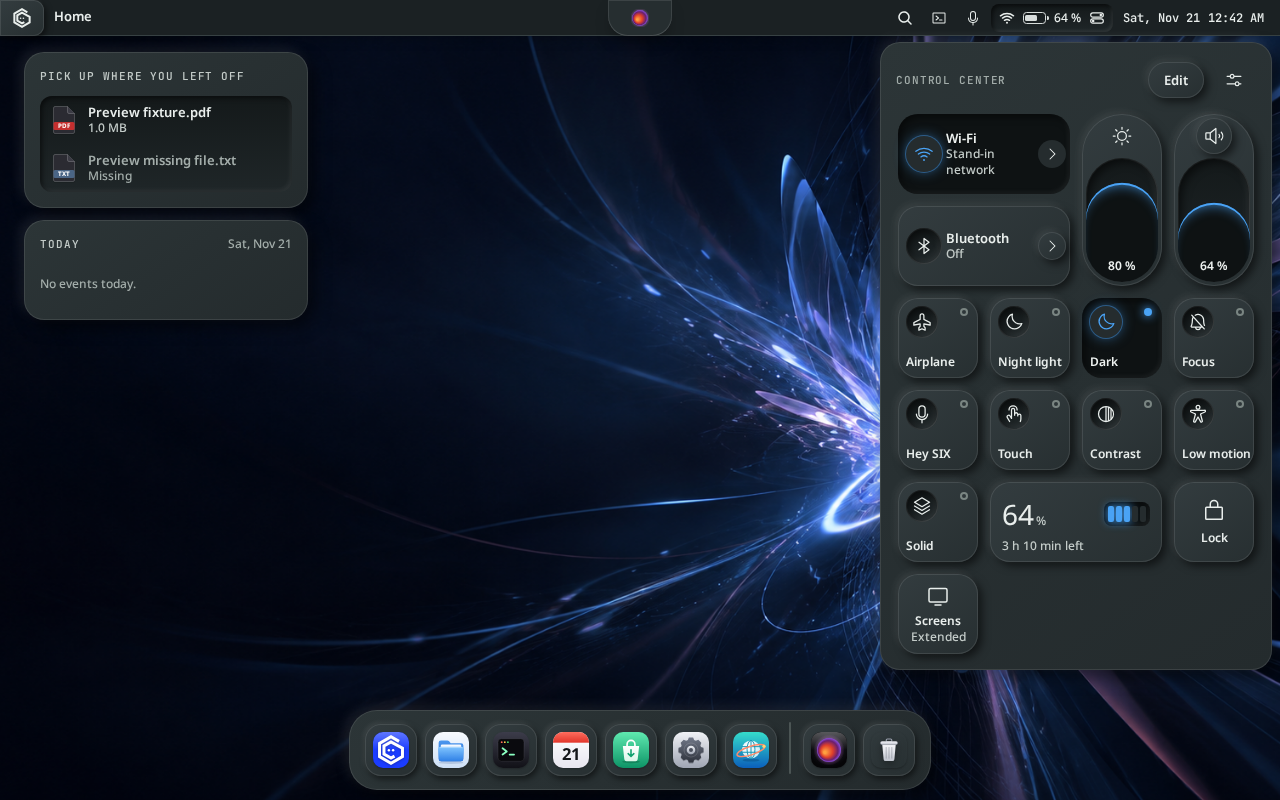 Home
64 %
Sat, Nov 21 12:42 AM
PICK UP WHERE YOU LEFT OFF
PDF
Preview fixture.pdf
1.0 MB
TXT
Preview missing file.txt
Missing
TODAY
Sat, Nov 21
No events today.
CONTROL CENTER
Edit
Wi-Fi
Stand-in
network
Bluetooth
Off
80 %
64 %
Airplane
Night light
Dark
Focus
Hey SIX
Touch
Contrast
Low motion
Solid
64 %
3 h 10 min left
Lock
Screens
Extended
21